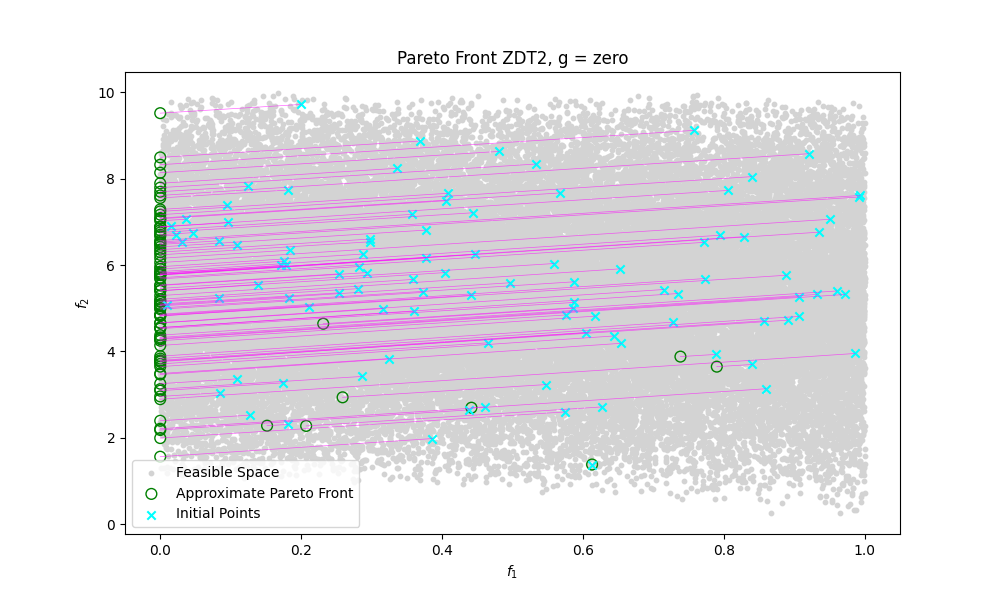 Pareto Front ZDT2, g = zero
10
8
6
4
2
0
f₂
Feasible Space
Approximate Pareto Front
Initial Points
0.0 0.2 0.4 0.6 0.8 1.0
f₁